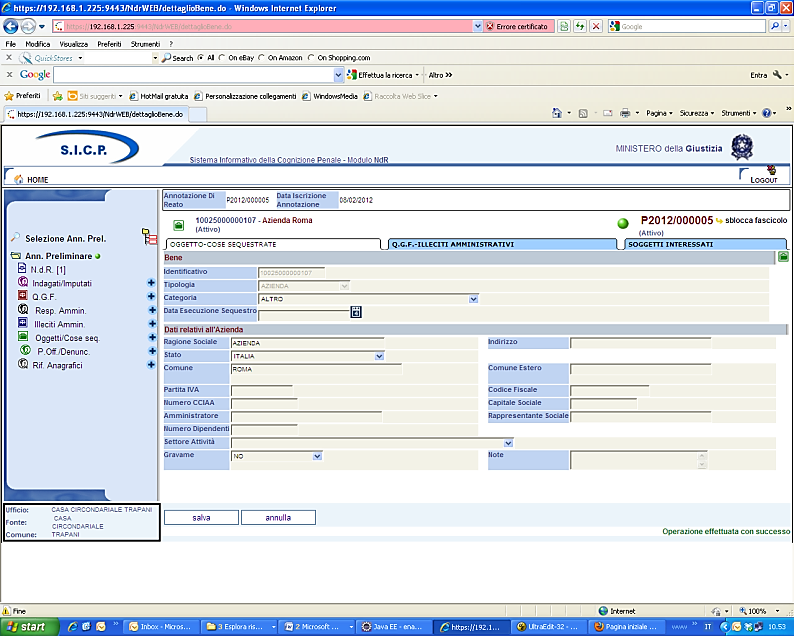 https://192.168.1.225:9443/NdrWEB/dettaglioBene.do - Windows Internet Explorer
https://192.168.1.225:9443/NdrWEB/dettaglioBene.do
Errore certificato
Google
File Modifica Visualizza Preferiti Strumenti ?
QuickStores Search All On eBay On Amazon On Shopping.com
Google Effettua la ricerca Altro >> Entra
Preferiti Siti suggeriti HotMail gratuita Personalizzazione collegamenti WindowsMedia Raccolta Web Slice
https://192.168.1.225:9443/NdrWEB/dettaglioBene.do Pagina Sicurezza Strumenti
S.I.C.P.
Sistema Informativo della Cognizione Penale - Modulo NdR
MINISTERO della Giustizia
HOME
LOGOUT
Annotazione Di Reato P2012/000005 Data Iscrizione Annotazione 08/02/2012
10025000000107 - Azienda Roma
(Attivo)
P2012/000005 sblocca fascicolo
(Attivo)
OGGETTO-COSE SEQUESTRATE Q.G.F.-ILLECITI AMMINISTRATIVI SOGGETTI INTERESSATI
Selezione Ann. Prel.
Ann. Preliminare
N.d.R. [1]
Indagati/Imputati
Q.G.F.
Resp. Ammin.
Illeciti Ammin.
Oggetti/Cose seq.
P.Off./Denunc.
Rif. Anagrafici
Bene
Identificativo 10025000000107
Tipologia AZIENDA
Categoria ALTRO
Data Esecuzione Sequestro
Dati relativi all'Azienda
Ragione Sociale AZIENDA Indirizzo
Stato ITALIA
Comune ROMA Comune Estero
Partita IVA Codice Fiscale
Numero CCIAA Capitale Sociale
Amministratore Rappresentante Sociale
Numero Dipendenti
Settore Attività
Gravame NO Note
Ufficio: CASA CIRCONDARIALE TRAPANI
Fonte: CASA CIRCONDARIALE
Comune: TRAPANI
salva annulla
Operazione effettuata con successo
Fine Internet 100%
start Inbox - Micros... 3 Esplora ris... 2 Microsoft ... Java EE - ena... https://192.1... UltraEdit-32 - ... Pagina iniziale ... IT 10.53